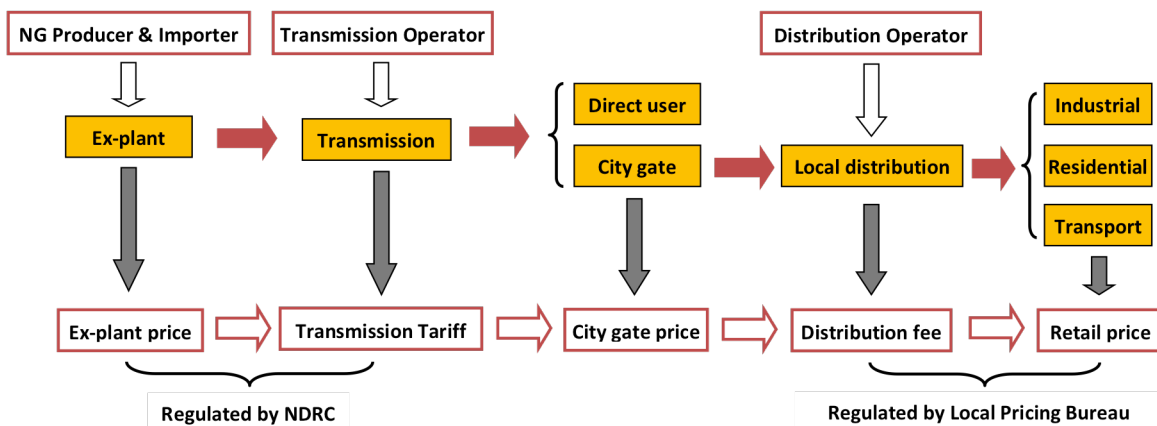 NG Producer & Importer
Transmission Operator
Distribution Operator
Direct user
Industrial
Ex-plant
Transmission
City gate
Local distribution
Residential
Transport
Ex-plant price
Transmission Tariff
City gate price
Distribution fee
Retail price
Regulated by NDRC
Regulated by Local Pricing Bureau